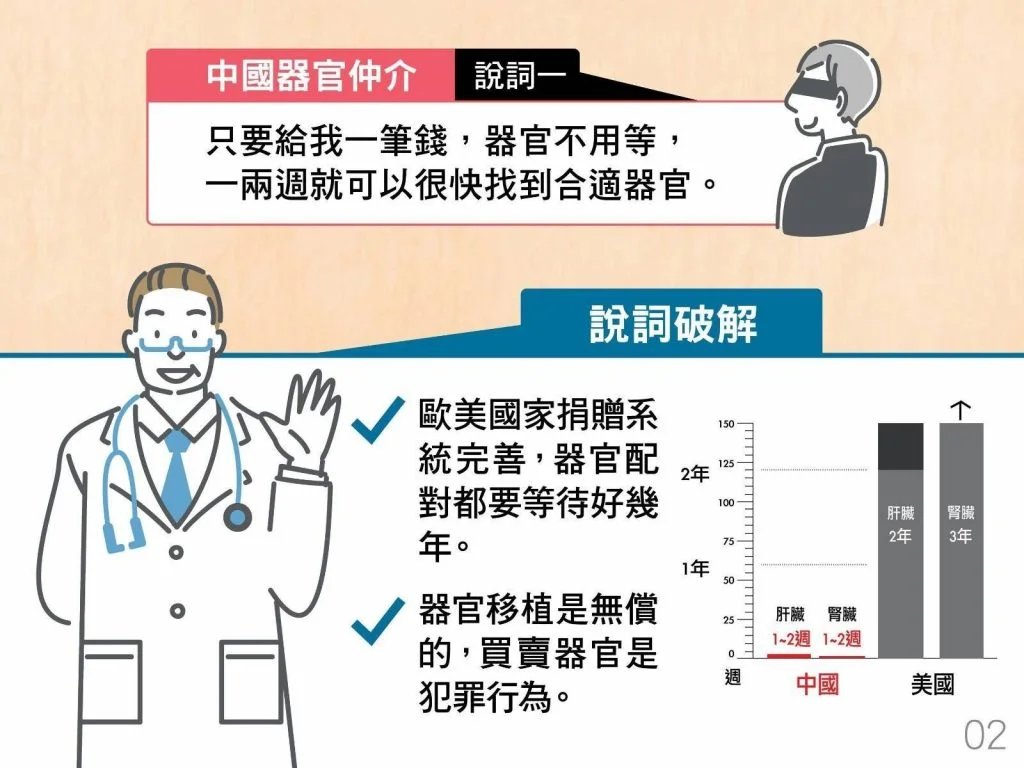 中國器官仲介
說詞一
只要給我一筆錢，器官不用等，
一兩週就可以很快找到合適器官。
說詞破解
歐美國家捐贈系
統完善，器官配
對都要等待好幾
年。
器官移植是無償
的，買賣器官是
犯罪行為。
150
2年
125
100
75
1年
50
25
0
週
肝臟
1~2週
腎臟
1~2週
肝臟
2年
腎臟
3年
中國
美國
02